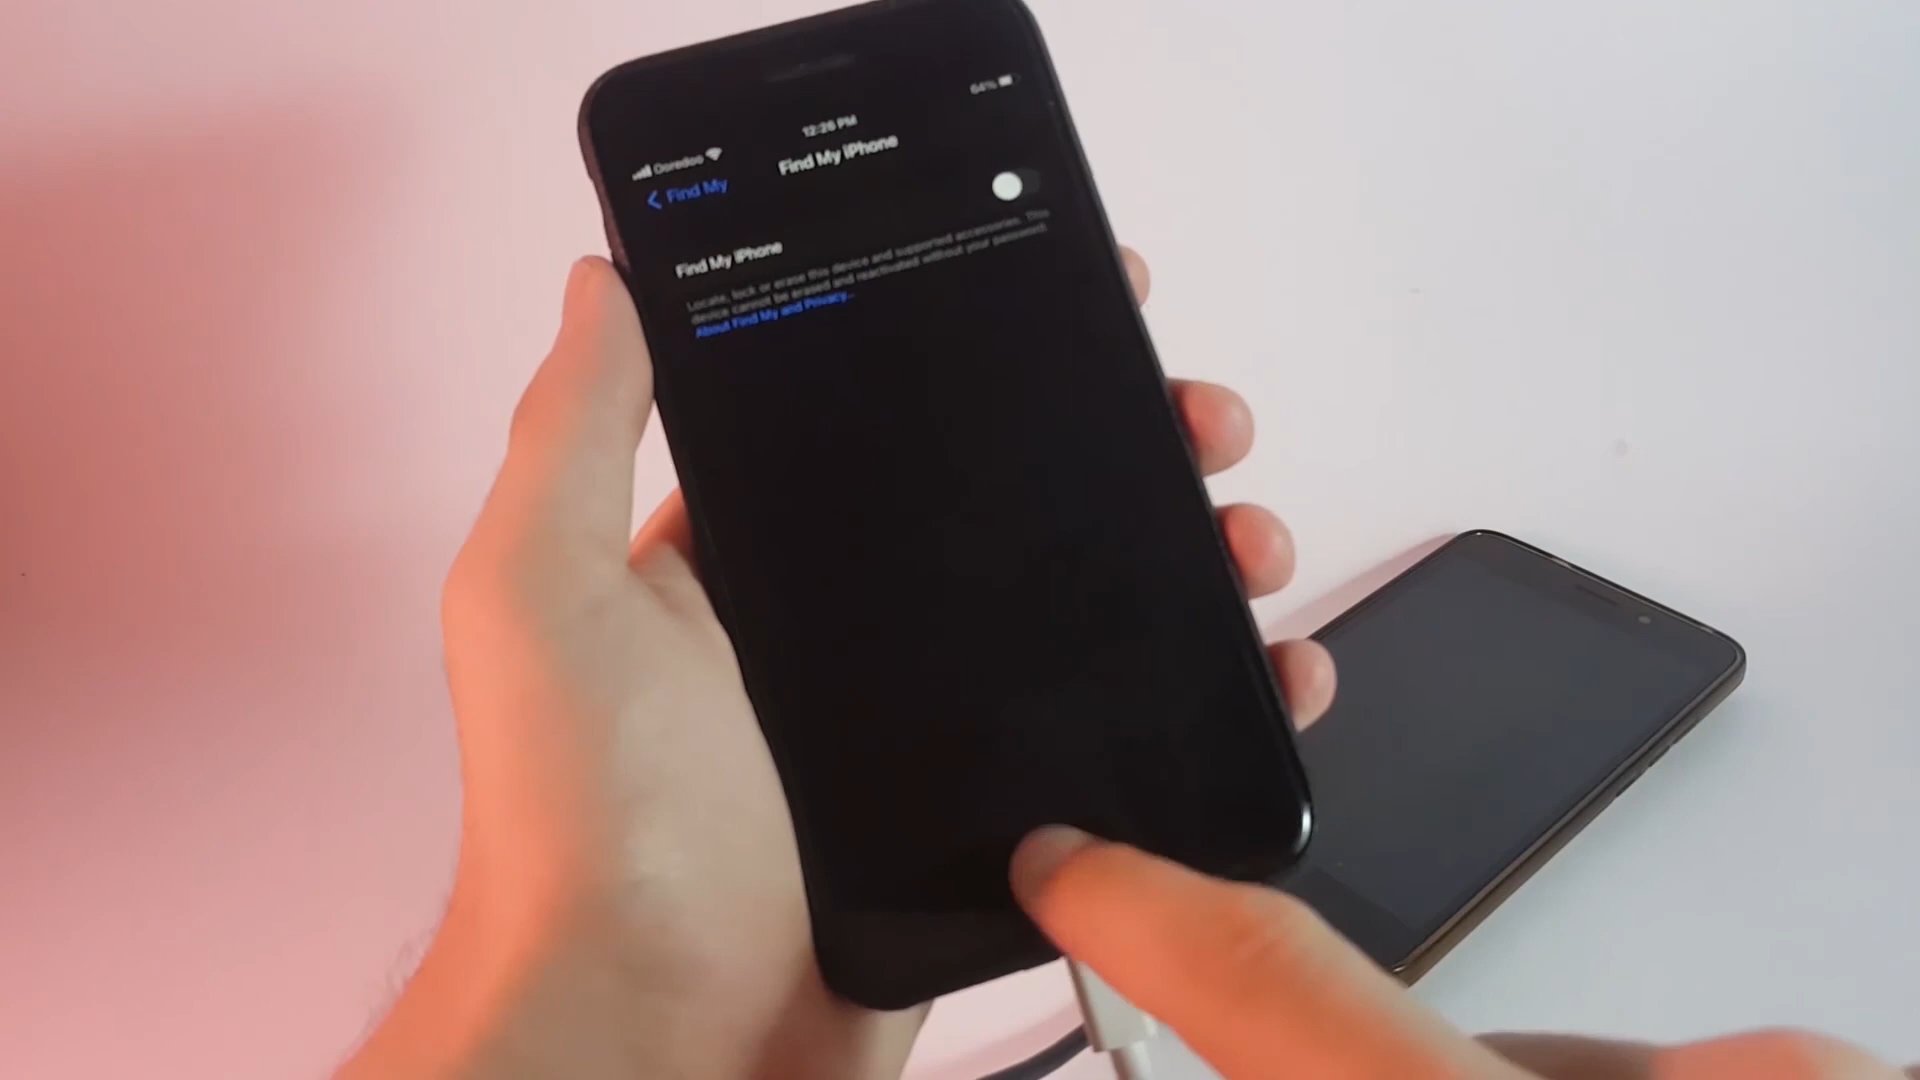 64%
12:26 PM
Ooredoo
Find My iPhone
Find My
Find My iPhone
Locate, lock or erase this device and supported accessories. This
device cannot be erased and reactivated without your password.
About Find My and Privacy...